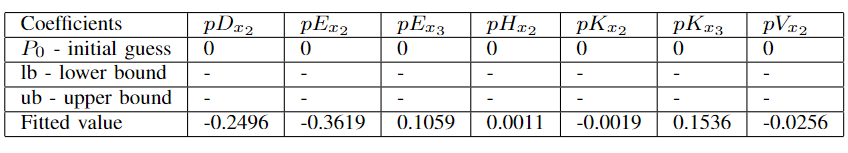 Coefficients pD_{x_2} pE_{x_2} pE_{x_3} pH_{x_2} pK_{x_2} pK_{x_3} pV_{x_2}
P_0 - initial guess 0 0 0 0 0 0 0
lb - lower bound - - - - - - -
ub - upper bound - - - - - - -
Fitted value -0.2496 -0.3619 0.1059 0.0011 -0.0019 0.1536 -0.0256